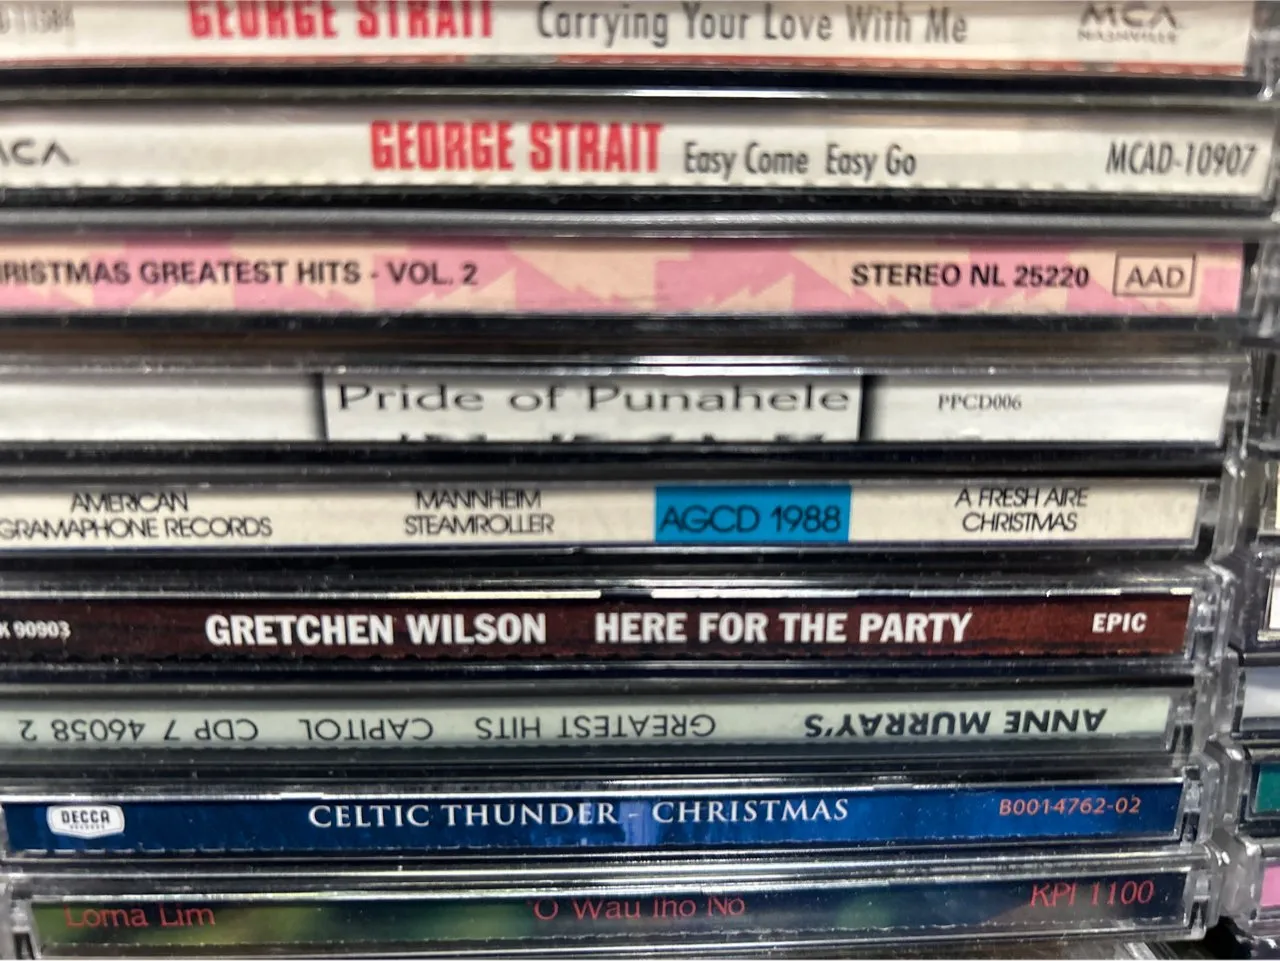 GEORGE STRAIT Carrying Your Love With Me MCA NASHVILLE
MCA GEORGE STRAIT Easy Come Easy Go MCAD-10907
RISTMAS GREATEST HITS - VOL. 2 STEREO NL 25220 AAD
Pride of Punahele PPCD006
AMERICAN GRAMAPHONE RECORDS MANNHEIM STEAMROLLER AGCD 1988 A FRESH AIRE CHRISTMAS
K 90903 GRETCHEN WILSON HERE FOR THE PARTY EPIC
ANNE MURRAY'S GREATEST HITS CAPITOL CDP 7 46058 2
DECCA RECORDS CELTIC THUNDER - CHRISTMAS B0014762-02
Lorna Lim 'O Wau Iho No KPI 1100